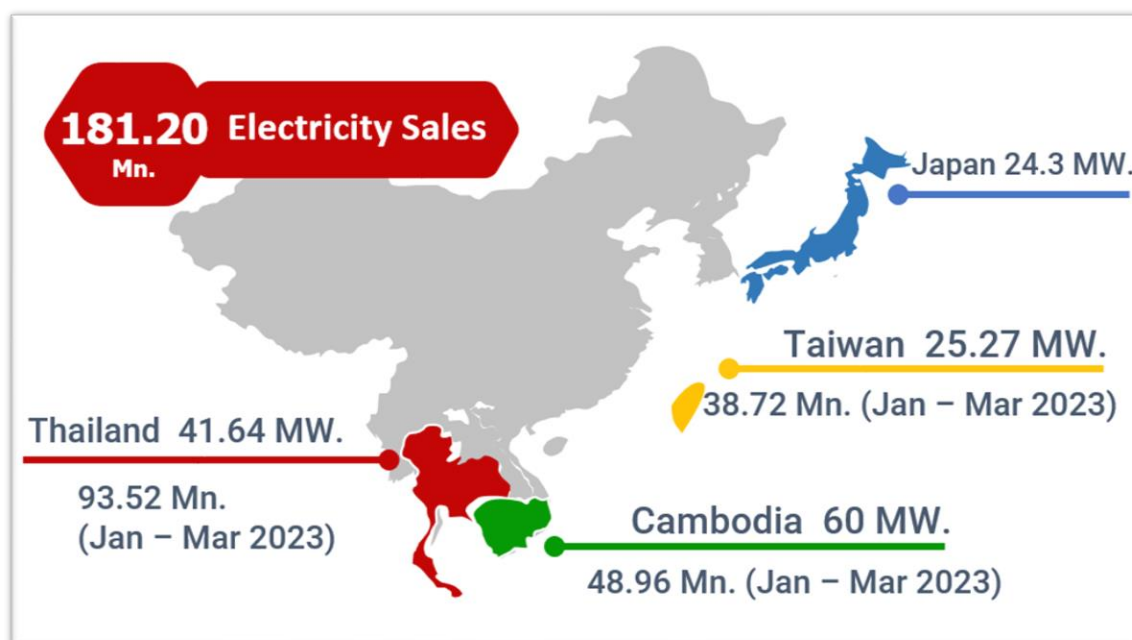 181.20 Electricity Sales
Mn.
Japan 24.3 MW.
Taiwan 25.27 MW.
38.72 Mn. (Jan – Mar 2023)
Thailand 41.64 MW.
93.52 Mn.
(Jan – Mar 2023)
Cambodia 60 MW.
48.96 Mn. (Jan – Mar 2023)